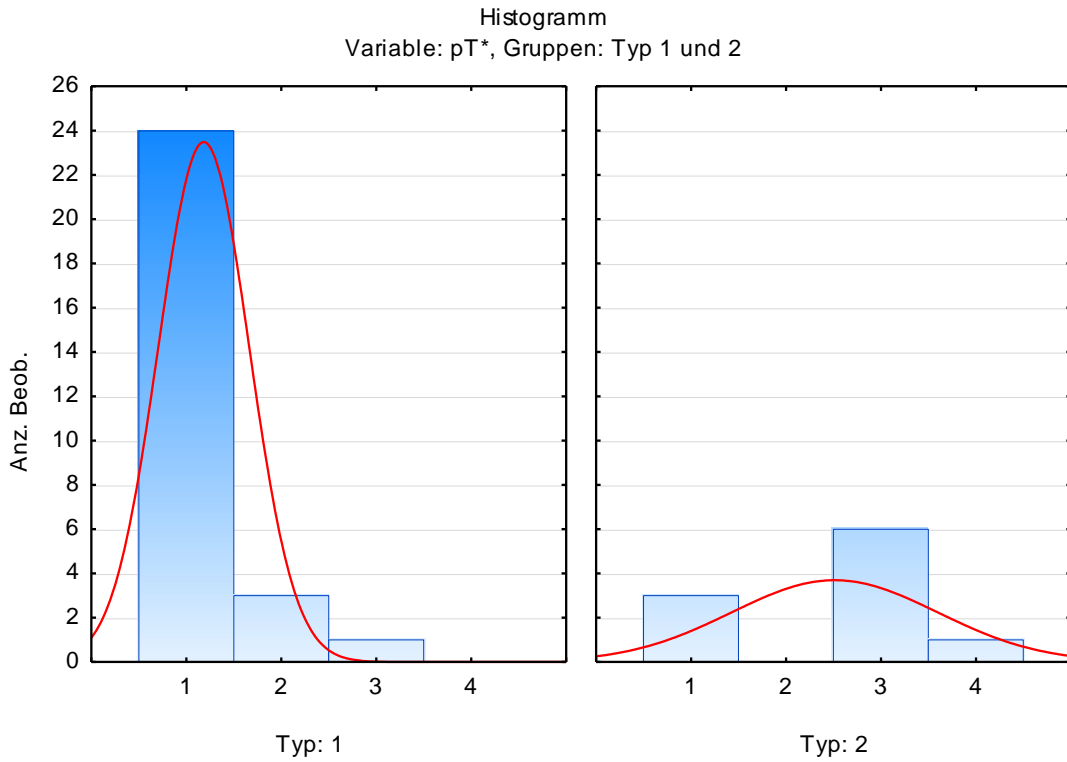 Histogramm
Variable: pT*, Gruppen: Typ 1 und 2
26
24
22
20
18
16
14
12
10
8
6
4
2
0
Anz. Beob.
1 2 3 4
1 2 3 4
Typ: 1
Typ: 2